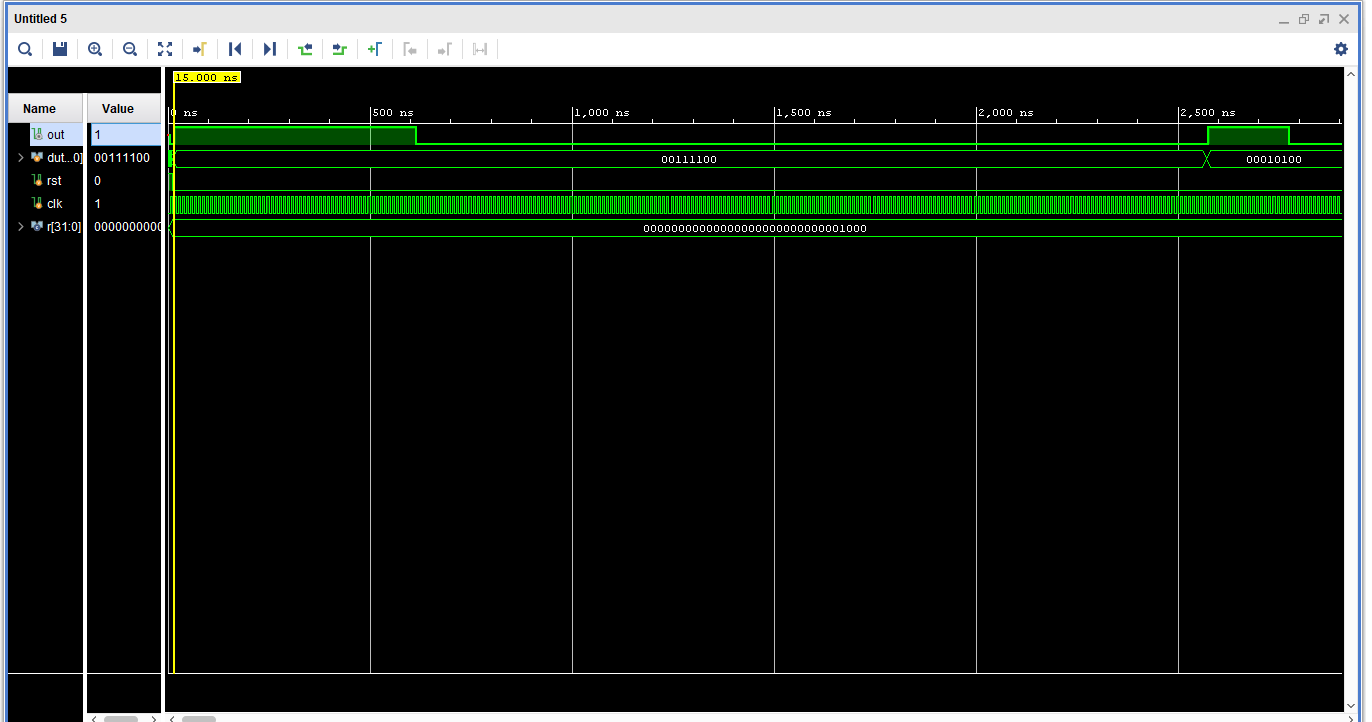 Untitled 5
15.000 ns
Name Value
0 ns 500 ns 1,000 ns 1,500 ns 2,000 ns 2,500 ns
out 1
dut...0] 00111100 00111100 00010100
rst 0
clk 1
r[31:0] 0000000000 00000000000000000000000000001000